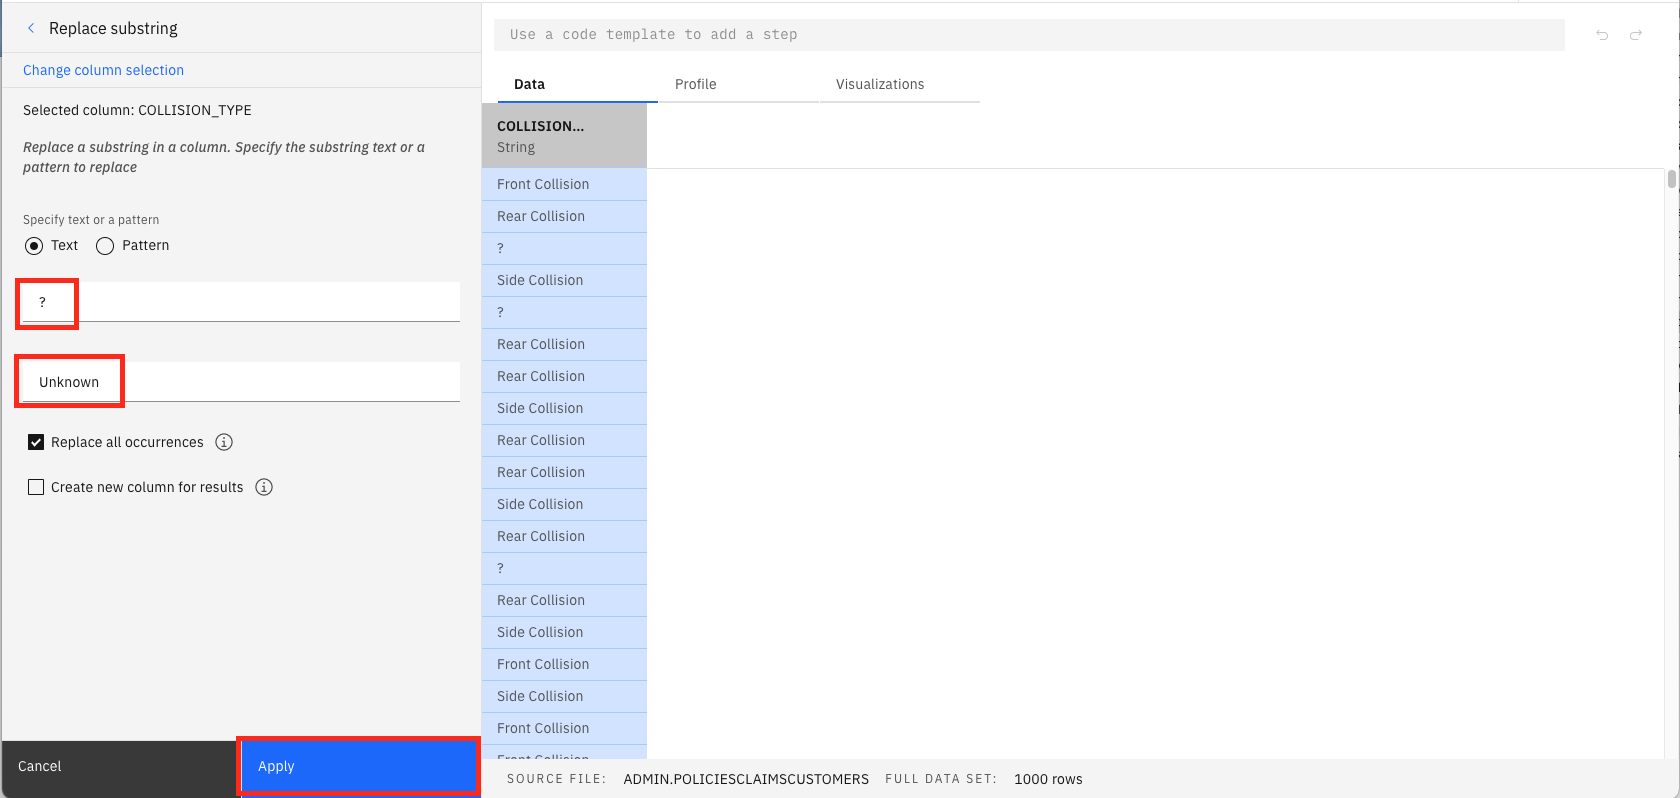 Replace substring
Change column selection
Selected column: COLLISION_TYPE
Replace a substring in a column. Specify the substring text or a
pattern to replace
Specify text or a pattern
Text Pattern
?
Unknown
Replace all occurrences
Create new column for results
Cancel Apply
Use a code template to add a step
Data Profile Visualizations
COLLISION...
String
Front Collision
Rear Collision
?
Side Collision
?
Rear Collision
Rear Collision
Side Collision
Rear Collision
Rear Collision
Side Collision
Rear Collision
?
Rear Collision
Side Collision
Front Collision
Side Collision
Front Collision
Front Collision
SOURCE FILE: ADMIN.POLICIESCLAIMSCUSTOMERS FULL DATA SET: 1000 rows